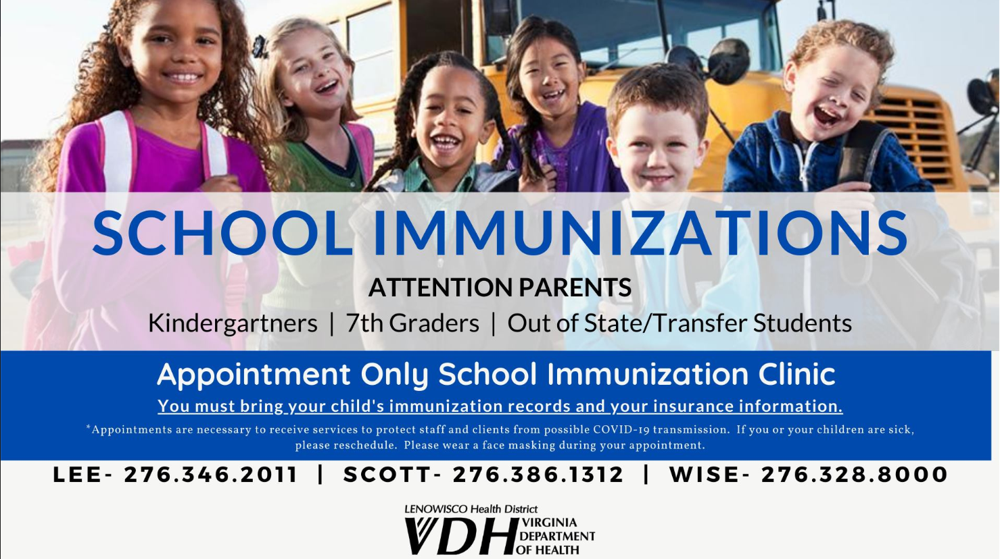 SCHOOL IMMUNIZATIONS
ATTENTION PARENTS
Kindergartners | 7th Graders | Out of State/Transfer Students
Appointment Only School Immunization Clinic
You must bring your child's immunization records and your insurance information.
*Appointments are necessary to receive services to protect staff and clients from possible COVID-19 transmission. If you or your children are sick,
please reschedule. Please wear a face masking during your appointment.
LEE- 276.346.2011 | SCOTT- 276.386.1312 | WISE- 276.328.8000
LENOWISCO Health District
VDH VIRGINIA
DEPARTMENT
OF HEALTH